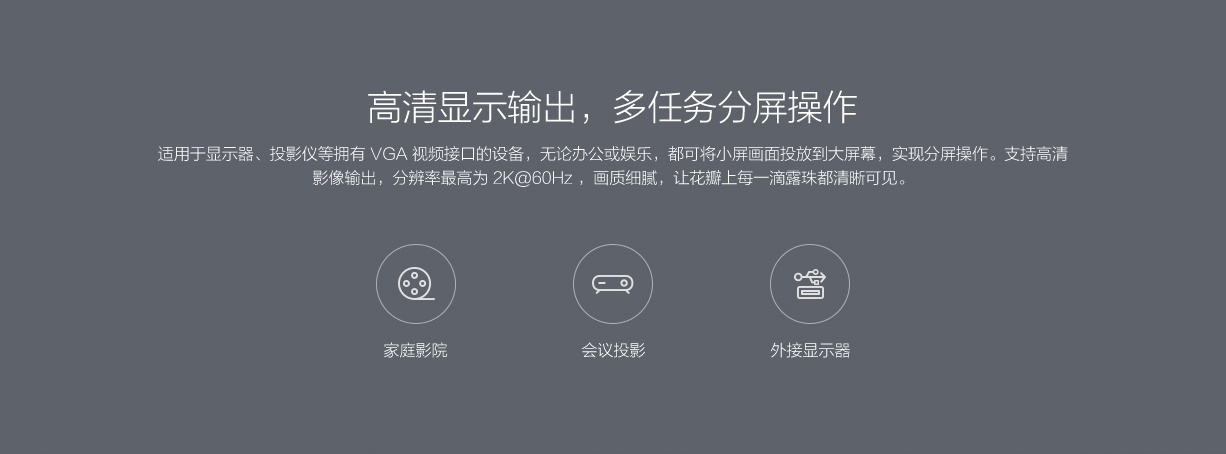 高清显示输出，多任务分屏操作
适用于显示器、投影仪等拥有 VGA 视频接口的设备，无论办公或娱乐，都可将小屏画面投放到大屏幕，实现分屏操作。支持高清
影像输出，分辨率最高为 2K@60Hz ，画质细腻，让花瓣上每一滴露珠都清晰可见。
家庭影院
会议投影
外接显示器